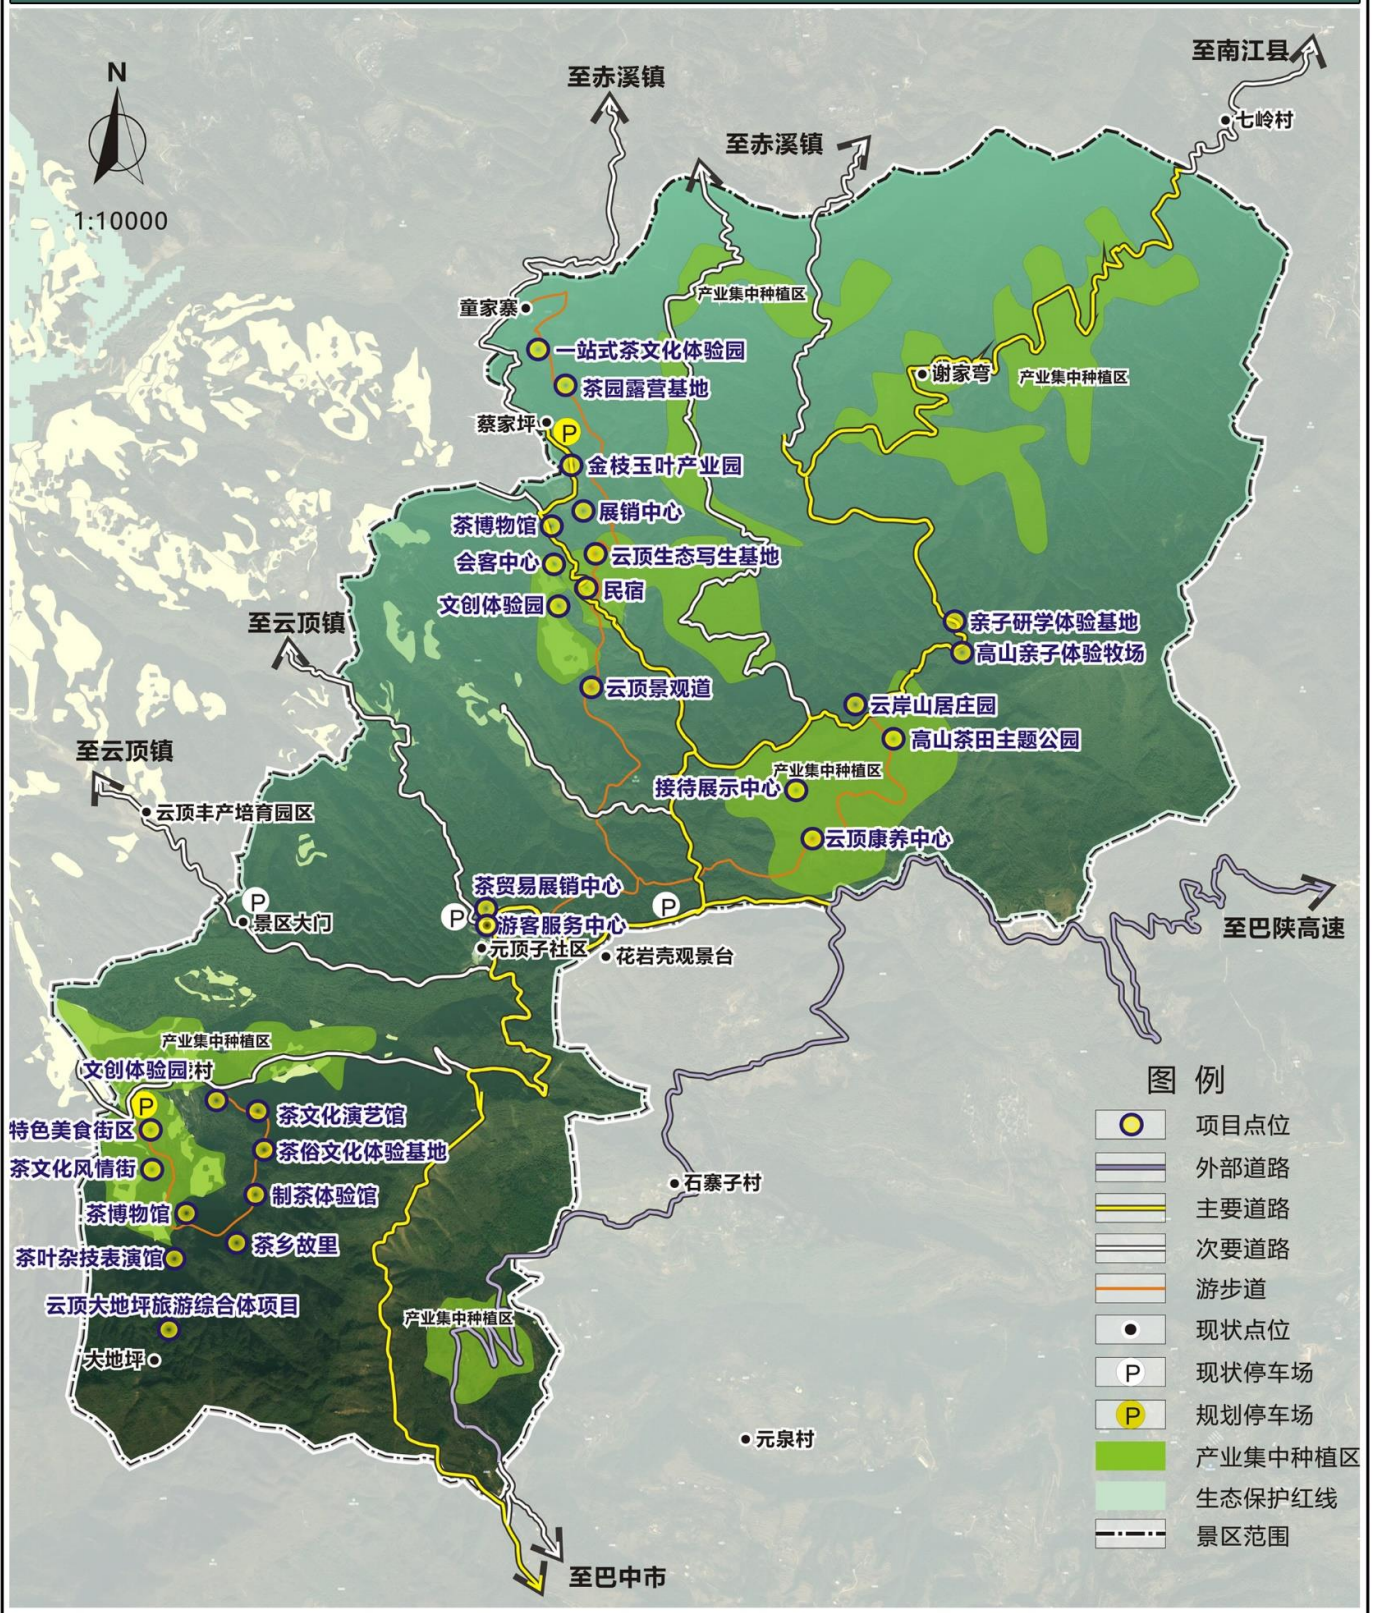 至南江县
N
至赤溪镇
七岭村
至赤溪镇
1:10000
产业集中种植区
童家寨
一站式茶文化体验园
谢家弯
产业集中种植区
茶园露营基地
蔡家坪
P
金枝玉叶产业园
展销中心
茶博物馆
云顶生态写生基地
会客中心
民宿
文创体验园
至云顶镇
亲子研学体验基地
高山亲子体验牧场
云顶景观道
云岸山居庄园
高山茶田主题公园
至云顶镇
产业集中种植区
接待展示中心
云顶丰产培育园区
云顶康养中心
茶贸易展销中心
P
P
P
景区大门
游客服务中心
至巴陕高速
元顶子社区
花岩壳观景台
产业集中种植区
文创体验园
村
P
茶文化演艺馆
特色美食街区
茶俗文化体验基地
茶文化风情街
石寨子村
制茶体验馆
茶博物馆
茶乡故里
茶叶杂技表演馆
云顶大地坪旅游综合体项目
产业集中种植区
大地坪
元泉村
至巴中市
图例
项目点位
外部道路
主要道路
次要道路
游步道
现状点位
P 现状停车场
P 规划停车场
产业集中种植区
生态保护红线
景区范围